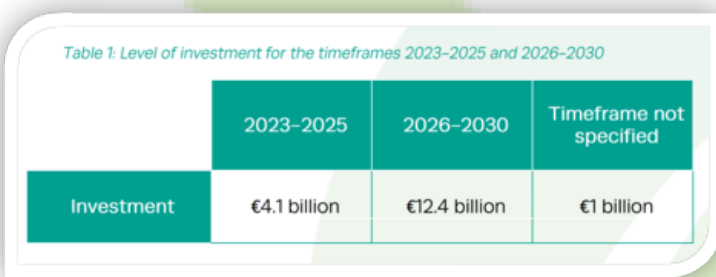 Table 1: Level of investment for the timeframes 2023–2025 and 2026–2030
2023–2025 2026–2030 Timeframe not
specified
Investment €4.1 billion €12.4 billion €1 billion